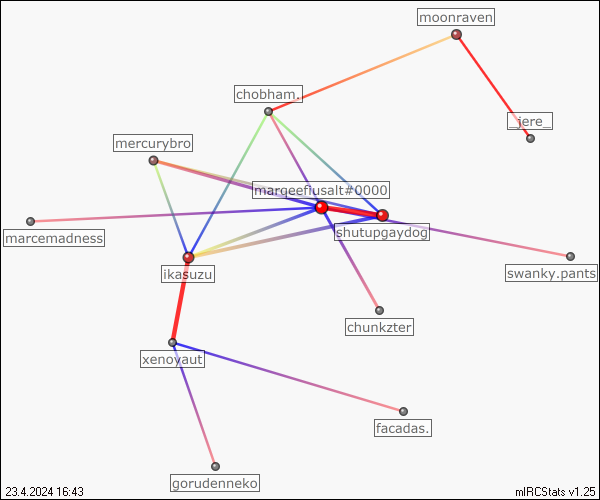 moonraven
chobham.
_jere_
mercurybro
margeefiusalt#0000
shutupgaydog
marcemadness
ikasuzu
swanky.pants
chunkzter
xenoyaut
facadas.
gorudenneko
23.4.2024 16:43
mIRCStats v1.25